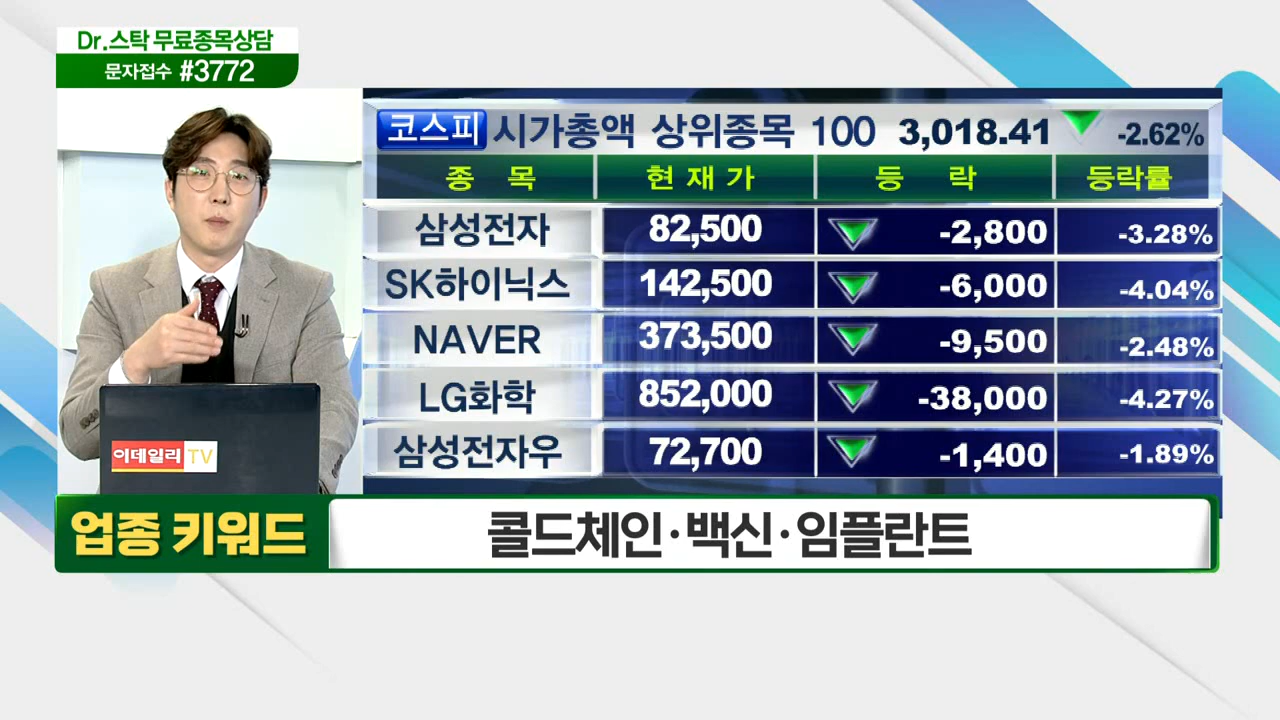 Dr.스탁 무료종목상담
문자접수 #3772
코스피 시가총액 상위종목 100 3,018.41 -2.62%
종 목 현 재 가 등 락 등락률
삼성전자 82,500 -2,800 -3.28%
SK하이닉스 142,500 -6,000 -4.04%
NAVER 373,500 -9,500 -2.48%
LG화학 852,000 -38,000 -4.27%
삼성전자우 72,700 -1,400 -1.89%
이데일리 TV
업종 키워드 콜드체인·백신·임플란트